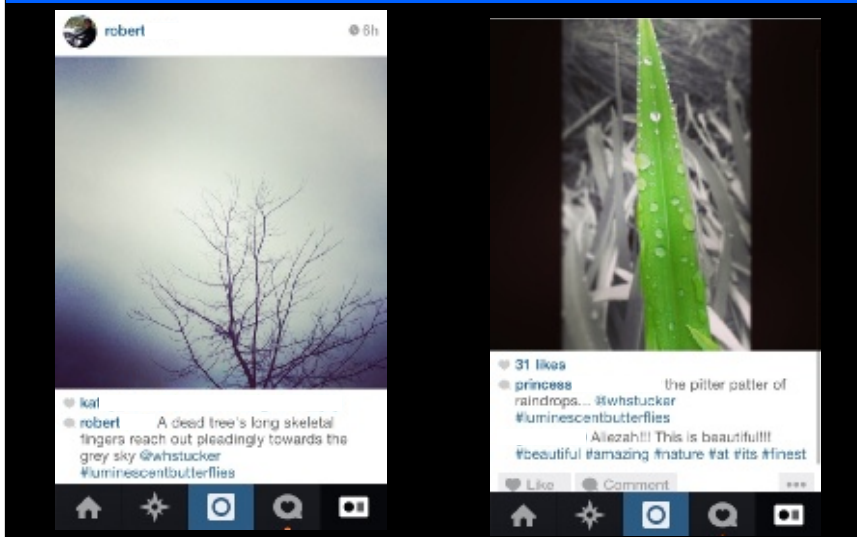 robert
6h
kat
robert A dead tree's long skeletal
fingers reach out pleadingly towards the
grey sky @whstucker
#luminescentbutterflies
31 likes
princess the pitter patter of
raindrops... @whstucker
#luminescentbutterflies
Aliezah!!! This is beautiful!!!
#beautiful #amazing #nature #at #its #finest
Like
Comment